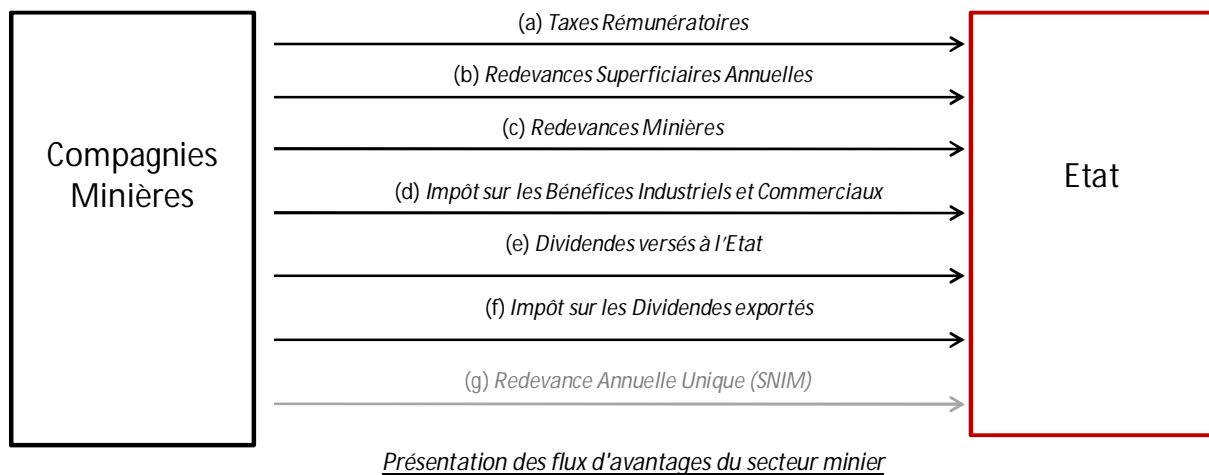 Compagnies
Minières
(a) Taxes Rémunératoires
(b) Redevances Superficiaires Annuelles
(c) Redevances Minières
(d) Impôt sur les Bénéfices Industriels et Commerciaux
(e) Dividendes versés à l'Etat
(f) Impôt sur les Dividendes exportés
(g) Redevance Annuelle Unique (SNIM)
Etat
Présentation des flux d'avantages du secteur minier